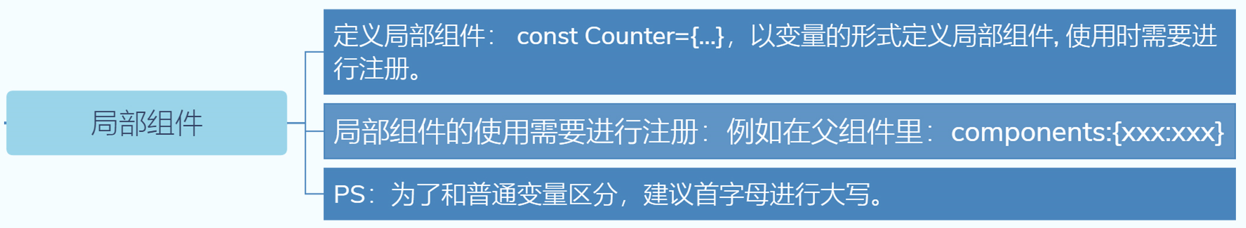 局部组件
定义局部组件： const Counter={...}，以变量的形式定义局部组件, 使用时需要进
行注册。
局部组件的使用需要进行注册：例如在父组件里：components:{xxx:xxx}
PS：为了和普通变量区分，建议首字母进行大写。